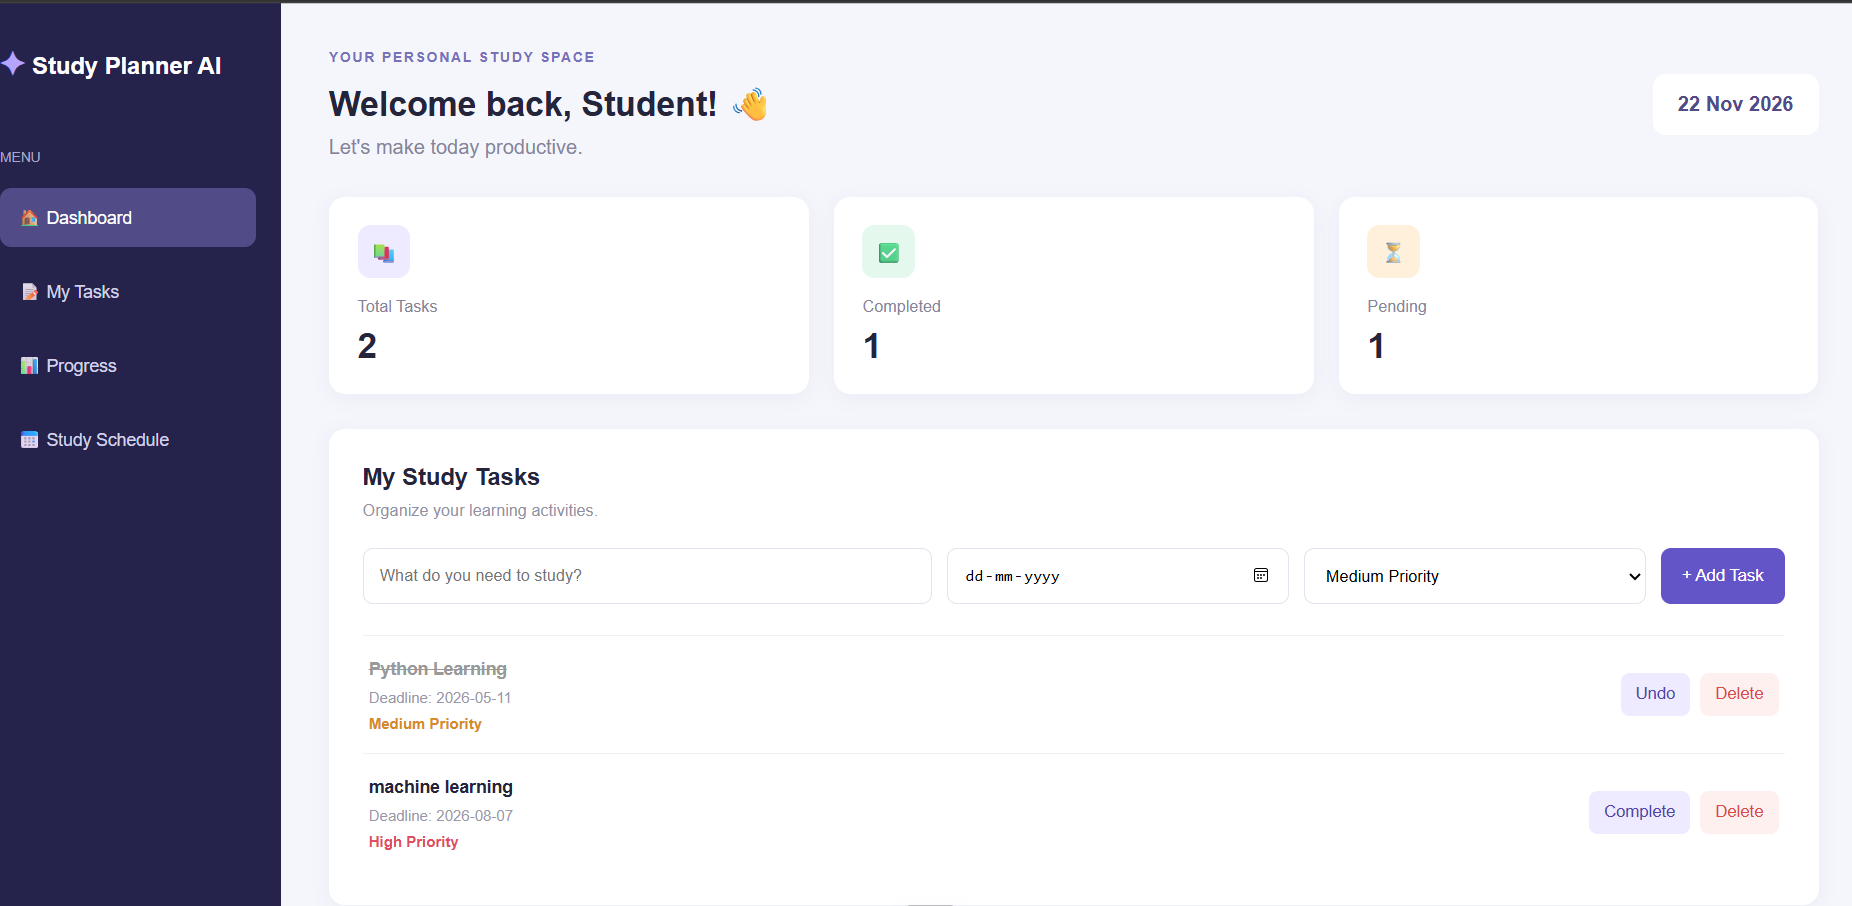 Study Planner AI
MENU
Dashboard
My Tasks
Progress
Study Schedule
YOUR PERSONAL STUDY SPACE
Welcome back, Student! 👋
Let's make today productive.
22 Nov 2026
Total Tasks
2
Completed
1
Pending
1
My Study Tasks
Organize your learning activities.
What do you need to study?
dd-mm-yyyy
Medium Priority
+ Add Task
Python Learning
Deadline: 2026-05-11
Medium Priority
Undo
Delete
machine learning
Deadline: 2026-08-07
High Priority
Complete
Delete